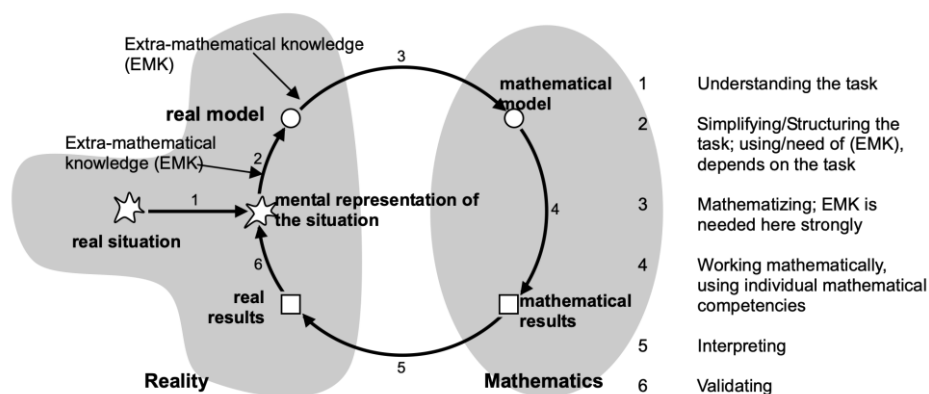 Extra-mathematical knowledge
(EMK)
3
mathematical
model
real model
Extra-mathematical
knowledge (EMK)
2
1
mental representation of
the situation
real situation
4
6
real
results
mathematical
results
5
Reality
Mathematics
1 Understanding the task
2 Simplifying/Structuring the
task; using/need of (EMK),
depends on the task
3 Mathematizing; EMK is
needed here strongly
4 Working mathematically,
using individual mathematical
competencies
5 Interpreting
6 Validating